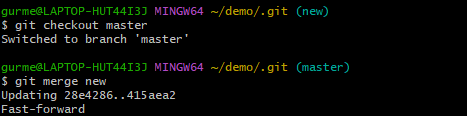 gurme@LAPTOP-HUT44I3J MINGW64 ~/demo/.git (new)
$ git checkout master
Switched to branch 'master'
gurme@LAPTOP-HUT44I3J MINGW64 ~/demo/.git (master)
$ git merge new
Updating 28e4286..415aea2
Fast-forward